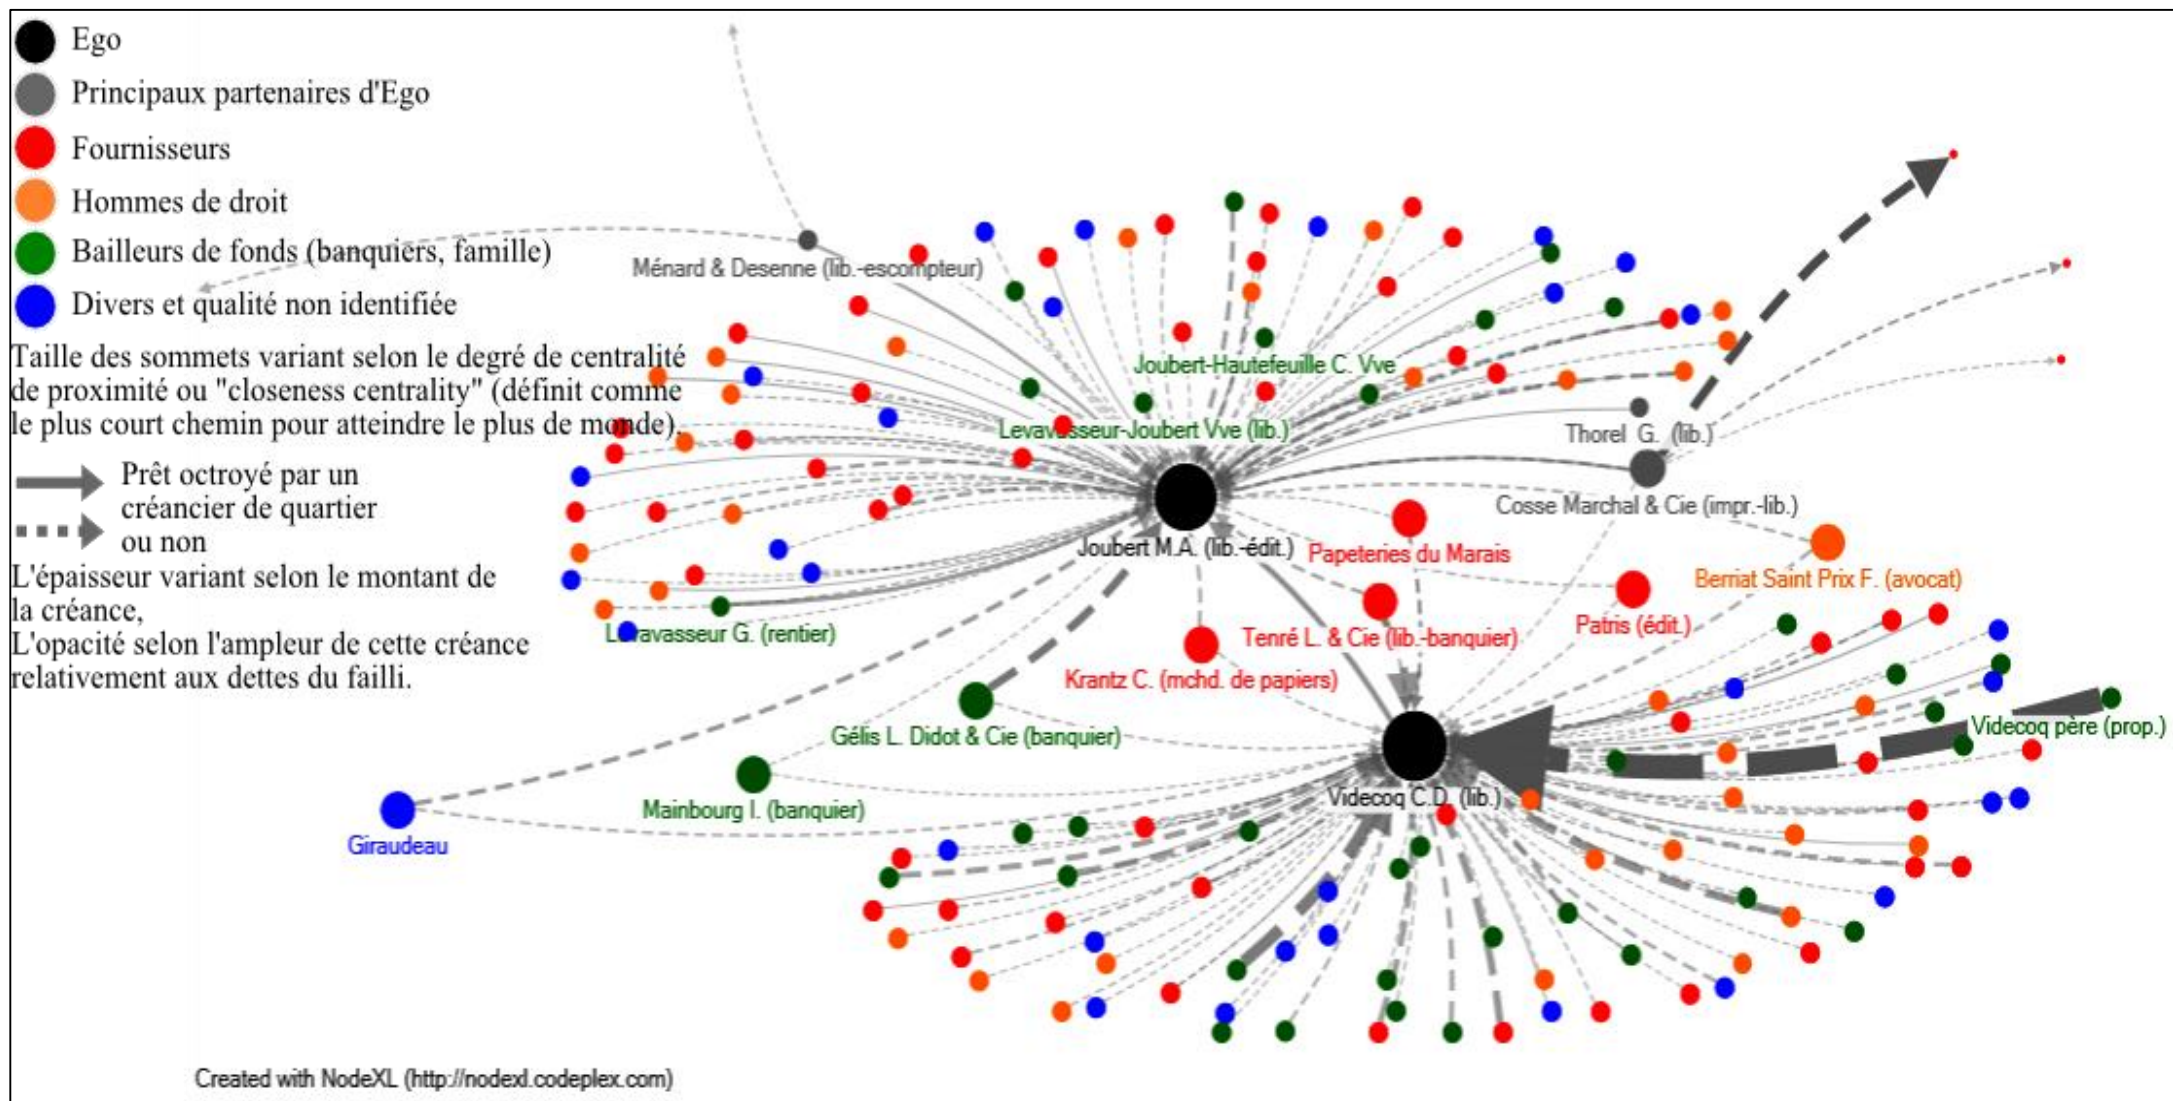 Ego
Principaux partenaires d'Ego
Fournisseurs
Hommes de droit
Bailleurs de fonds (banquiers, famille)
Divers et qualité non identifiée
Taille des sommets variant selon le degré de centralité
de proximité ou "closeness centrality" (définit comme
le plus court chemin pour atteindre le plus de monde).
Prêt octroyé par un
créancier de quartier
ou non
L'épaisseur variant selon le montant de
la créance,
L'opacité selon l'ampleur de cette créance
relativement aux dettes du failli.
Ménard & Desenne (lib.-escompteur)
Joubert-Hautefeuille C. Vve
Levavasseur-Joubert Vve (lib.)
Thorel G. (lib.)
Cosse Marchal & Cie (impr.-lib.)
Joubert M.A. (lib.-édit.)
Papeteries du Marais
Berriat Saint Prix F. (avocat)
Patris (édit.)
Tenré L. & Cie (lib.-banquier)
Levavasseur G. (rentier)
Krantz C. (mchd. de papiers)
Gélis L. Didot & Cie (banquier)
Videcoq père (prop.)
Mainbourg I. (banquier)
Videcoq C.D. (lib.)
Giraudeau
Created with NodeXL (http://nodexl.codeplex.com)